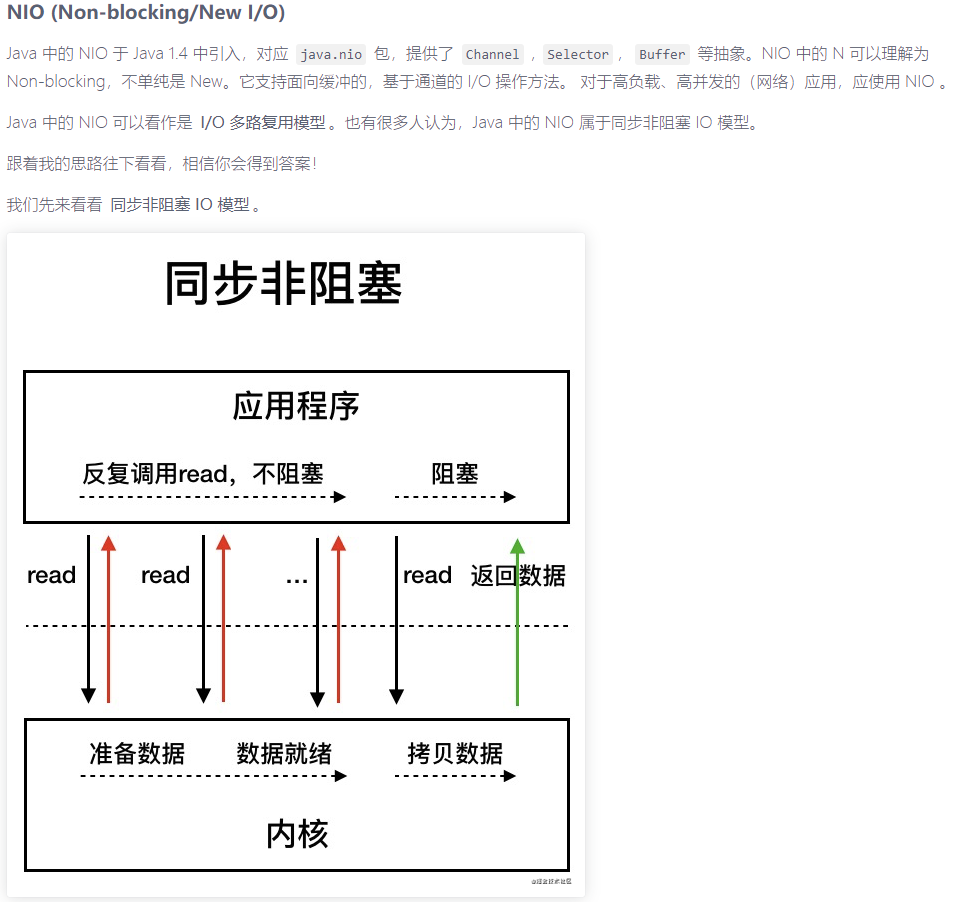 NIO (Non-blocking/New I/O)
Java 中的 NIO 于 Java 1.4 中引入，对应 java.nio 包，提供了 Channel , Selector ，Buffer 等抽象。NIO 中的 N 可以理解为
Non-blocking，不单纯是 New。它支持面向缓冲的，基于通道的 I/O 操作方法。 对于高负载、高并发的（网络）应用，应使用 NIO 。
Java 中的 NIO 可以看作是 I/O 多路复用模型。也有很多人认为，Java 中的 NIO 属于同步非阻塞 IO 模型。
跟着我的思路往下看看，相信你会得到答案！
我们先来看看 同步非阻塞 IO 模型。
同步非阻塞
应用程序
反复调用read，不阻塞 阻塞
read read ... read 返回数据
准备数据 数据就绪 拷贝数据
内核
@稀土掘金技术社区